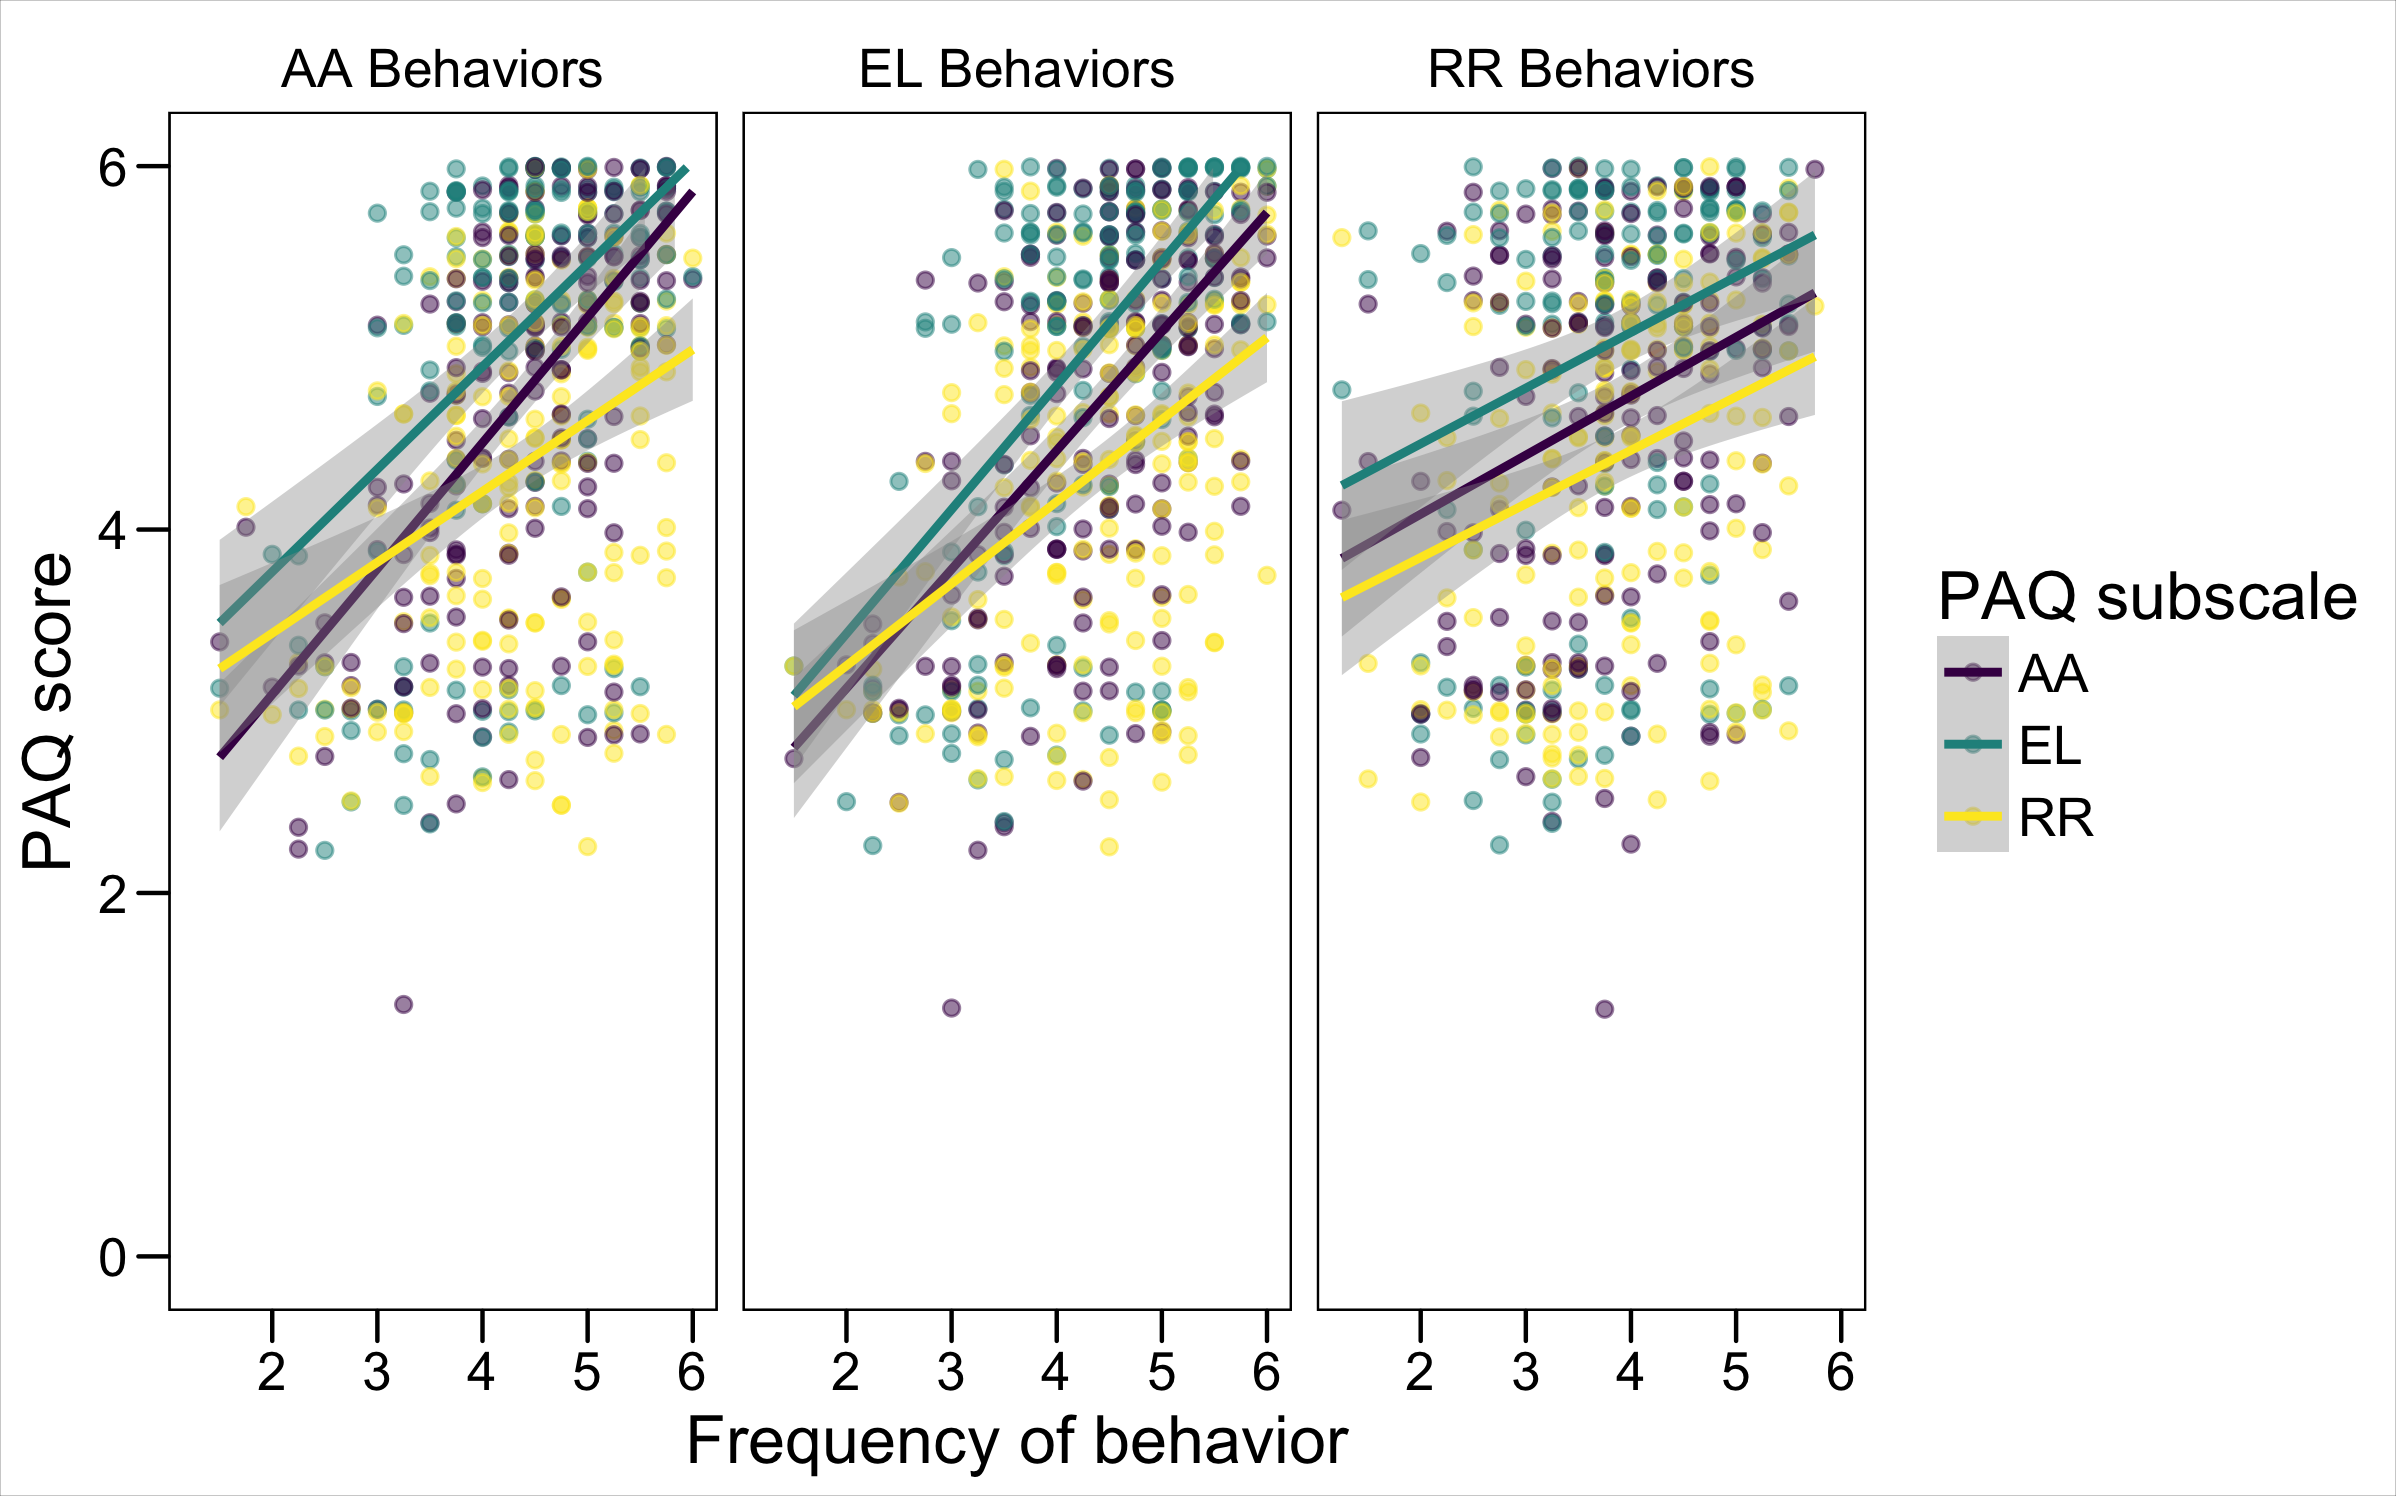 AA Behaviors
EL Behaviors
RR Behaviors
6
4
2
0
PAQ score
2 3 4 5 6
2 3 4 5 6
2 3 4 5 6
Frequency of behavior
PAQ subscale
AA
EL
RR